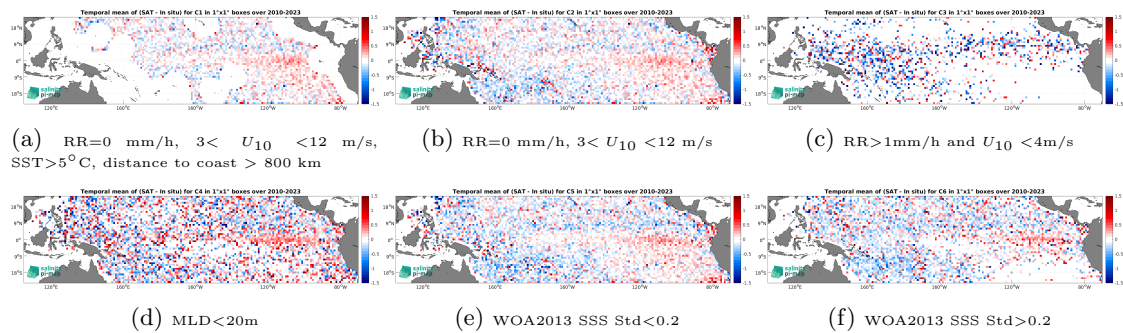 Temporal mean of (SAT - In situ) for C1 in 1°x1° boxes over 2010-2023
Temporal mean of (SAT - In situ) for C2 in 1°x1° boxes over 2010-2023
Temporal mean of (SAT - In situ) for C3 in 1°x1° boxes over 2010-2023
(a) RR=0 mm/h, 3< U10 <12 m/s,
SST>5°C, distance to coast > 800 km
(b) RR=0 mm/h, 3< U10 <12 m/s
(c) RR>1mm/h and U10 <4m/s
Temporal mean of (SAT - In situ) for C4 in 1°x1° boxes over 2010-2023
Temporal mean of (SAT - In situ) for C5 in 1°x1° boxes over 2010-2023
Temporal mean of (SAT - In situ) for C6 in 1°x1° boxes over 2010-2023
(d) MLD<20m
(e) WOA2013 SSS Std<0.2
(f) WOA2013 SSS Std>0.2